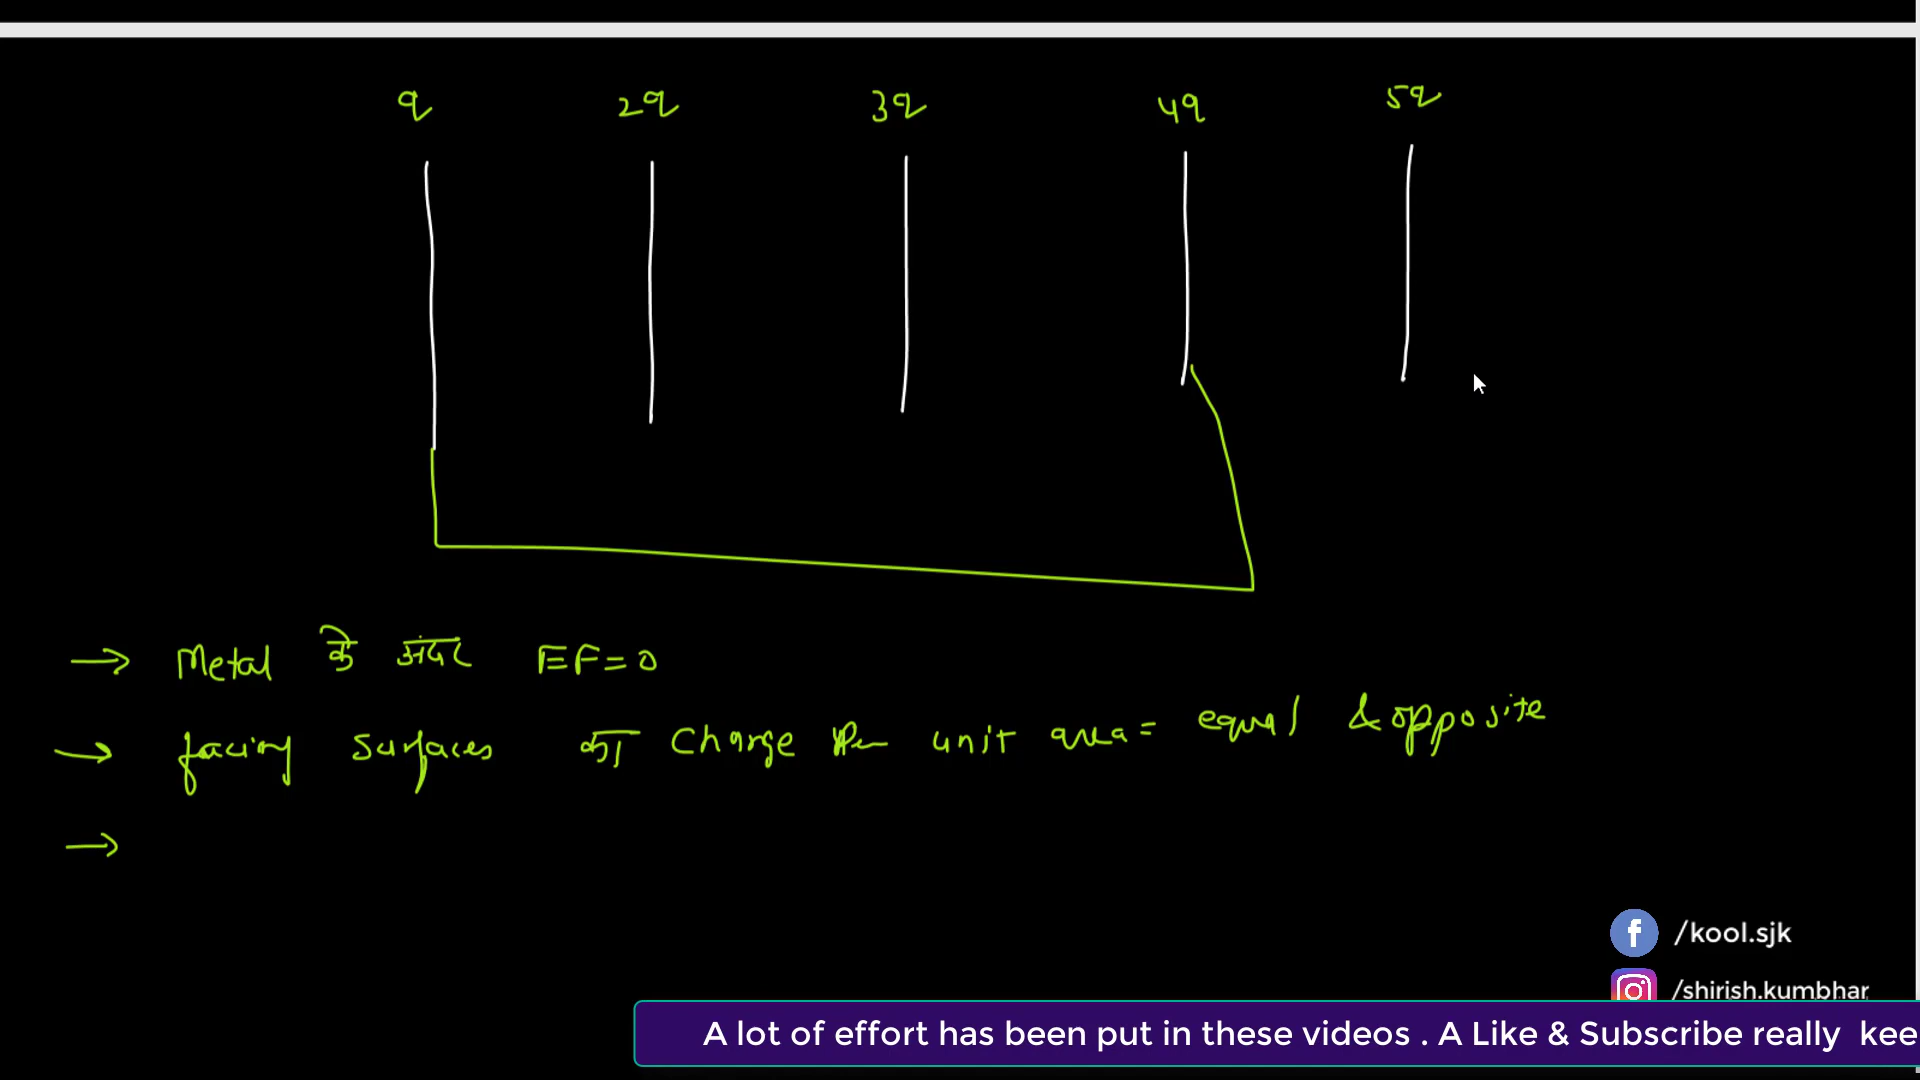 q 2q 3q 4q 5q
→ Metal के अंदर EF=0
→ facing surfaces का charge per unit area = equal & opposite
→
/kool.sjk
/shirish.kumbhar
A lot of effort has been put in these videos . A Like & Subscribe really kee